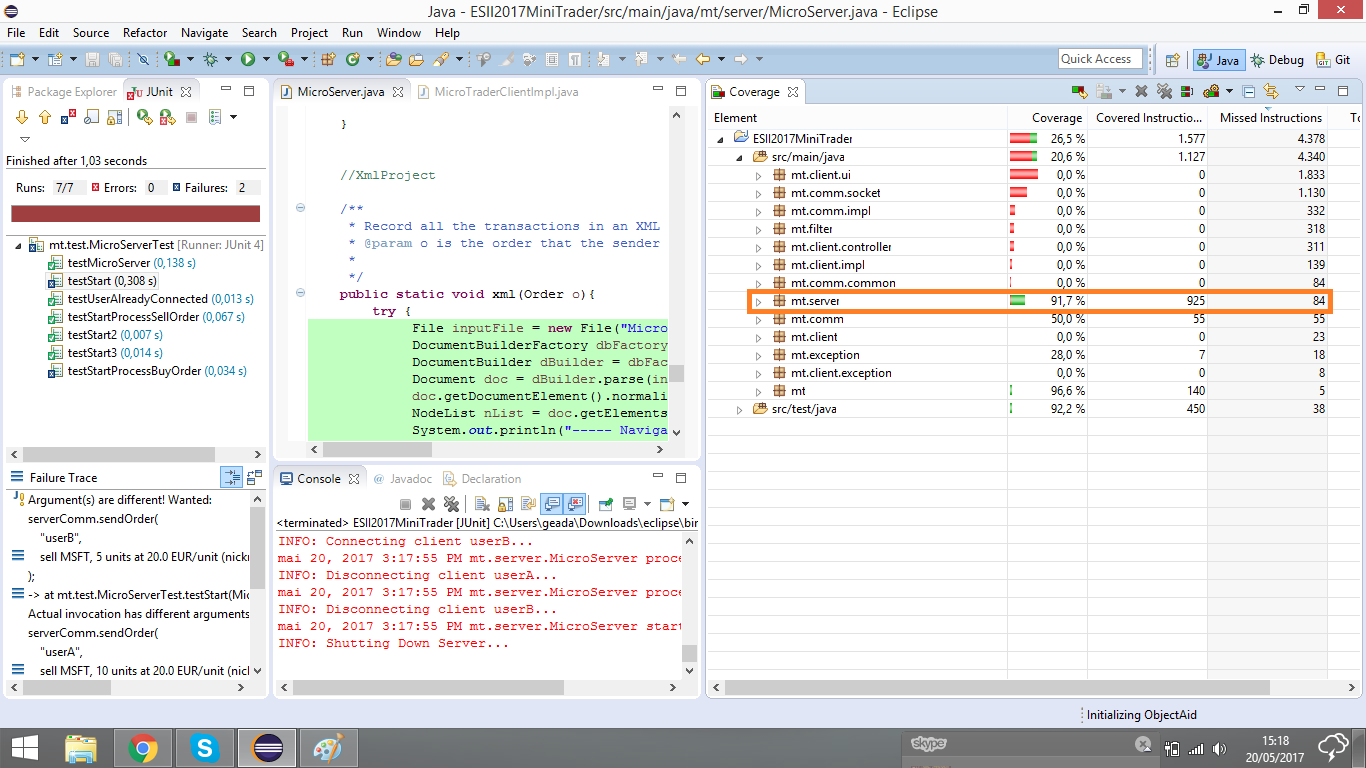 Java - ESII2017MiniTrader/src/main/java/mt/server/MicroServer.java - Eclipse
File Edit Source Refactor Navigate Search Project Run Window Help
Quick Access
Java Debug Git
Package Explorer JUnit
Finished after 1,03 seconds
Runs: 7/7 Errors: 0 Failures: 2
mt.test.MicroServerTest [Runner: JUnit 4]
testMicroServer (0,138 s)
testStart (0,308 s)
testUserAlreadyConnected (0,013 s)
testStartProcessSellOrder (0,067 s)
testStart2 (0,007 s)
testStart3 (0,014 s)
testStartProcessBuyOrder (0,034 s)
Failure Trace
Argument(s) are different! Wanted:
serverComm.sendOrder(
"userB",
sell MSFT, 5 units at 20.0 EUR/unit (nickr
);
-> at mt.test.MicroServerTest.testStart(Mic
Actual invocation has different arguments
serverComm.sendOrder(
"userA",
sell MSFT, 10 units at 20.0 EUR/unit (nicl
MicroServer.java MicroTraderClientImpl.java
}
//XmlProject
/**
* Record all the transactions in an XML
* @param o is the order that the sender
*
*/
public static void xml(Order o){
try {
File inputFile = new File("Micro
DocumentBuilderFactory dbFactory
DocumentBuilder dBuilder = dbFac
Document doc = dBuilder.parse(in
doc.getDocumentElement().normali
NodeList nList = doc.getElements
System.out.println("----- Naviga
Console @ Javadoc Declaration
<terminated> ESII2017MiniTrader [JUnit] C:\Users\geada\Downloads\eclipse\bin
INFO: Connecting client userB...
mai 20, 2017 3:17:55 PM mt.server.MicroServer proce
INFO: Disconnecting client userA...
mai 20, 2017 3:17:55 PM mt.server.MicroServer proce
INFO: Disconnecting client userB...
mai 20, 2017 3:17:55 PM mt.server.MicroServer start
INFO: Shutting Down Server...
Coverage
Element Coverage Covered Instructio... Missed Instructions To
ESII2017MiniTrader 26,5 % 1.577 4.378
src/main/java 20,6 % 1.127 4.340
mt.client.ui 0,0 % 0 1.833
mt.comm.socket 0,0 % 0 1.130
mt.comm.impl 0,0 % 0 332
mt.filter 0,0 % 0 318
mt.client.controller 0,0 % 0 311
mt.client.impl 0,0 % 0 139
mt.comm.common 0,0 % 0 84
mt.server 91,7 % 925 84
mt.comm 50,0 % 55 55
mt.client 0,0 % 0 23
mt.exception 28,0 % 7 18
mt.client.exception 0,0 % 0 8
mt 96,6 % 140 5
src/test/java 92,2 % 450 38
Initializing ObjectAid
skype
15:18
20/05/2017